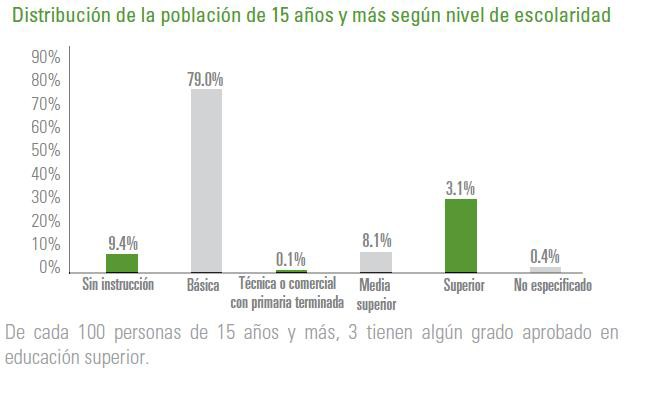 Distribución de la población de 15 años y más según nivel de escolaridad
90%
80%
70%
60%
50%
40%
30%
20%
10%
0%
9.4%
79.0%
0.1%
8.1%
3.1%
0.4%
Sin instrucción
Básica
Técnica o comercial
con primaria terminada
Media
superior
Superior
No especificado
De cada 100 personas de 15 años y más, 3 tienen algún grado aprobado en
educación superior.